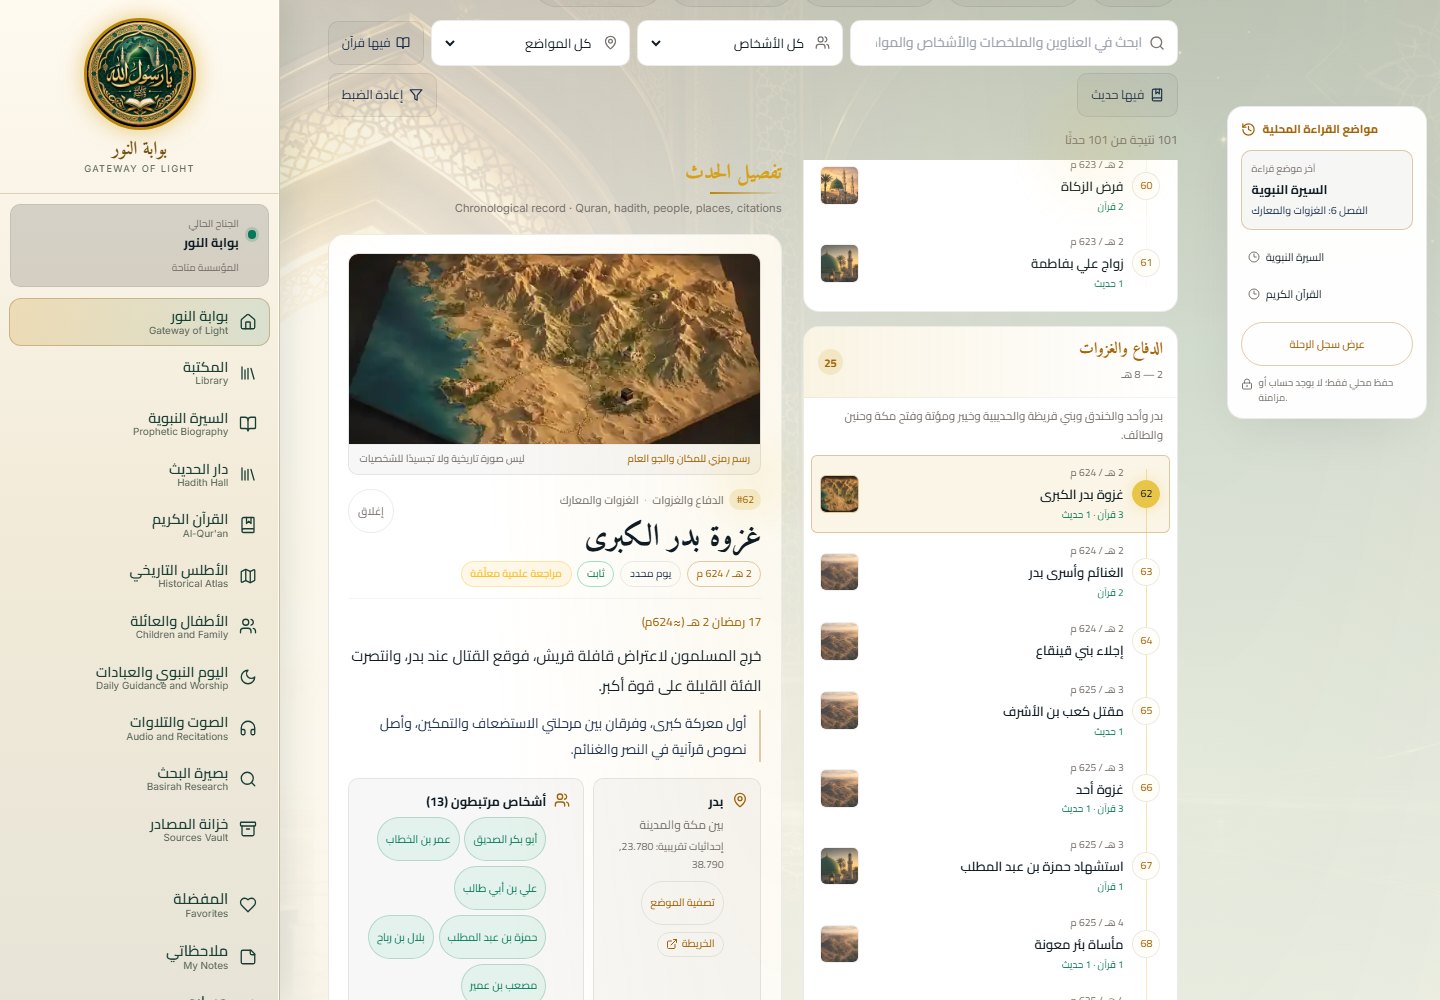 يا رسول الله
بوابة النور
GATEWAY OF LIGHT
الجناح الحالي
بوابة النور
المؤسسة متاحة
بوابة النور
Gateway of Light
المكتبة
Library
السيرة النبوية
Prophetic Biography
دار الحديث
Hadith Hall
القرآن الكريم
Al-Qur'an
الأطلس التاريخي
Historical Atlas
الأطفال والعائلة
Children and Family
اليوم النبوي والعبادات
Daily Guidance and Worship
الصوت والتلاوات
Audio and Recitations
بصيرة البحث
Basirah Research
خزانة المصادر
Sources Vault
المفضلة
Favorites
ملاحظاتي
My Notes
ابحث في العناوين والملخصات والأشخاص والموا
كل الأشخاص
كل المواضع
فيها قرآن
فيها حديث
إعادة الضبط
101 نتيجة من 101 حدثًا
مواضع القراءة المحلية
آخر موضع قراءة
السيرة النبوية
الفصل 6: الغزوات والمعارك
السيرة النبوية
القرآن الكريم
عرض سجل الرحلة
حفظ محلي فقط؛ لا يوجد حساب أو
مزامنة.
2 هـ / 623 م
60
فرض الزكاة
2 قرآن
2 هـ / 623 م
61
زواج علي بفاطمة
1 حديث
الدفاع والغزوات
2 — 8 هـ
25
بدر وأحد والخندق وبني قريظة والحديبية وخيبر ومؤتة وفتح مكة وحنين
والطائف.
2 هـ / 624 م
62
غزوة بدر الكبرى
3 قرآن · 1 حديث
2 هـ / 624 م
63
الغنائم وأسرى بدر
2 قرآن
2 هـ / 624 م
64
إجلاء بني قينقاع
3 هـ / 625 م
65
مقتل كعب بن الأشرف
1 حديث
3 هـ / 625 م
66
غزوة أحد
3 قرآن · 1 حديث
3 هـ / 625 م
67
استشهاد حمزة بن عبد المطلب
1 قرآن
4 هـ / 625 م
68
مأساة بئر معونة
1 قرآن · 1 حديث
تفصيل الحدث
Chronological record · Quran, hadith, people, places, citations
رسم رمزي للمكان والجو العام
ليس صورة تاريخية ولا تجسيدًا للشخصيات
#62
الدفاع والغزوات · الغزوات والمعارك
إغلاق
غزوة بدر الكبرى
2 هـ / 624 م
يوم محدد
ثابت
مراجعة علمية معلّقة
17 رمضان 2 هـ (≈624م)
خرج المسلمون لاعتراض قافلة قريش، فوقع القتال عند بدر، وانتصرت
الفئة القليلة على قوة أكبر.
أول معركة كبرى، وفرقان بين مرحلتي الاستضعاف والتمكين، وأصل
نصوص قرآنية في النصر والغنائم.
بدر
بين مكة والمدينة
إحداثيات تقريبية: 23.780,
38.790
تصفية الموضع
الخريطة
أشخاص مرتبطون (13)
أبو بكر الصديق
عمر بن الخطاب
علي بن أبي طالب
حمزة بن عبد المطلب
بلال بن رباح
مصعب بن عمير